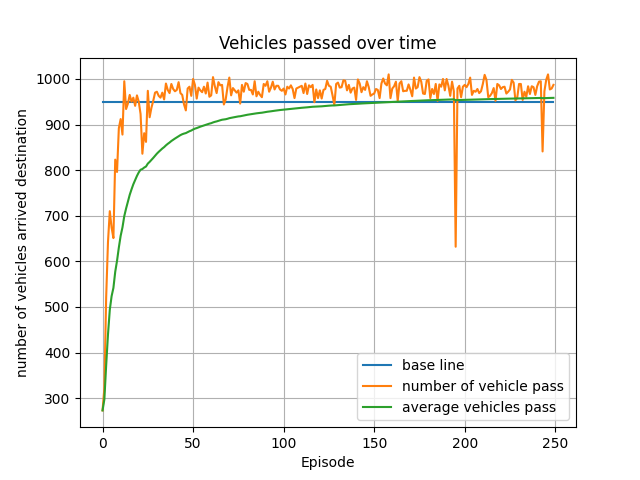 Vehicles passed over time
number of vehicles arrived destination
1000
900
800
700
600
500
400
300
0
50
100
150
200
250
Episode
base line
number of vehicle pass
average vehicles pass